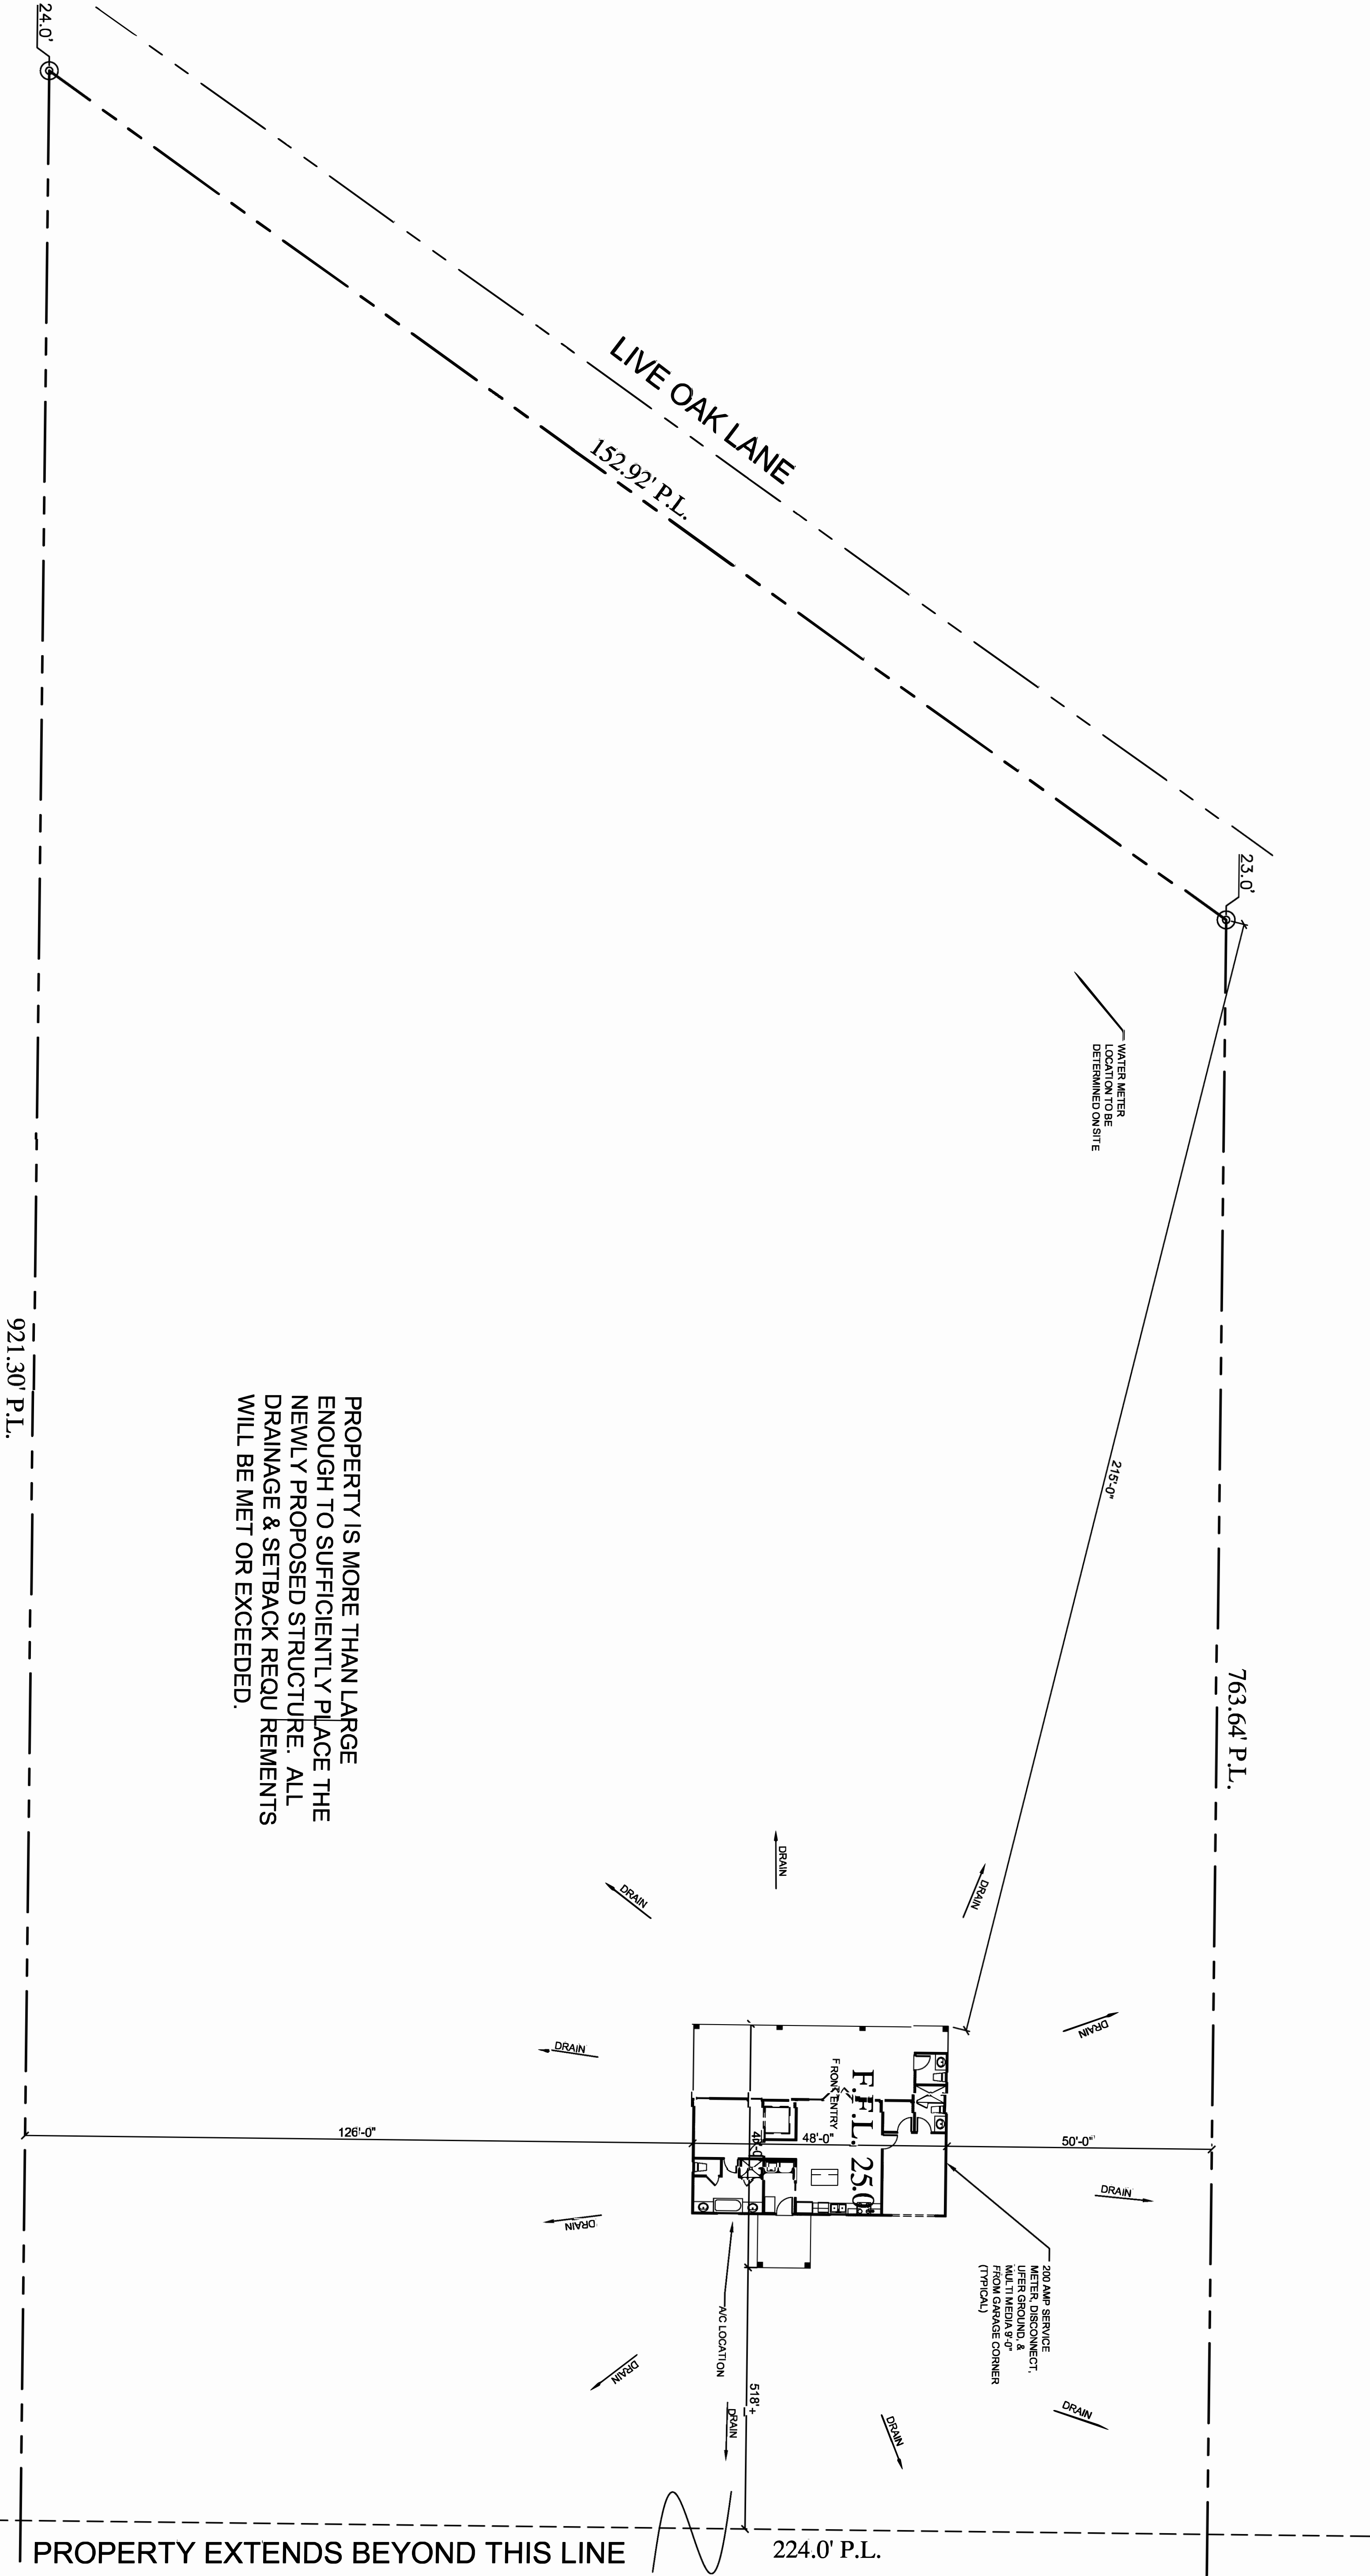 24.0'
LIVE OAK LANE
152.92' P.L.
23.0'
WATER METER
LOCATION TO BE
DETERMINED ON SITE
215'-0"
921.30' P.L.
763.64' P.L.
PROPERTY IS MORE THAN LARGE
ENOUGH TO SUFFICIENTLY PLACE THE
NEWLY PROPOSED STRUCTURE. ALL
DRAINAGE & SETBACK REQU REMENTS
WILL BE MET OR EXCEEDED.
DRAIN
DRAIN
DRAIN
DRAIN
DRAIN
F.F.L. 25.0'
FRONT ENTRY
126'-0"
48'-0"
50'-0"
DRAIN
DRAIN
200 AMP SERVICE
METER, DISCONNECT,
UFER GROUND, &
MULTI MEDIA 9'-0"
FROM GARAGE CORNER
(TYPICAL)
A/C LOCATION
518'+
DRAIN
DRAIN
DRAIN
DRAIN
PROPERTY EXTENDS BEYOND THIS LINE
224.0' P.L.